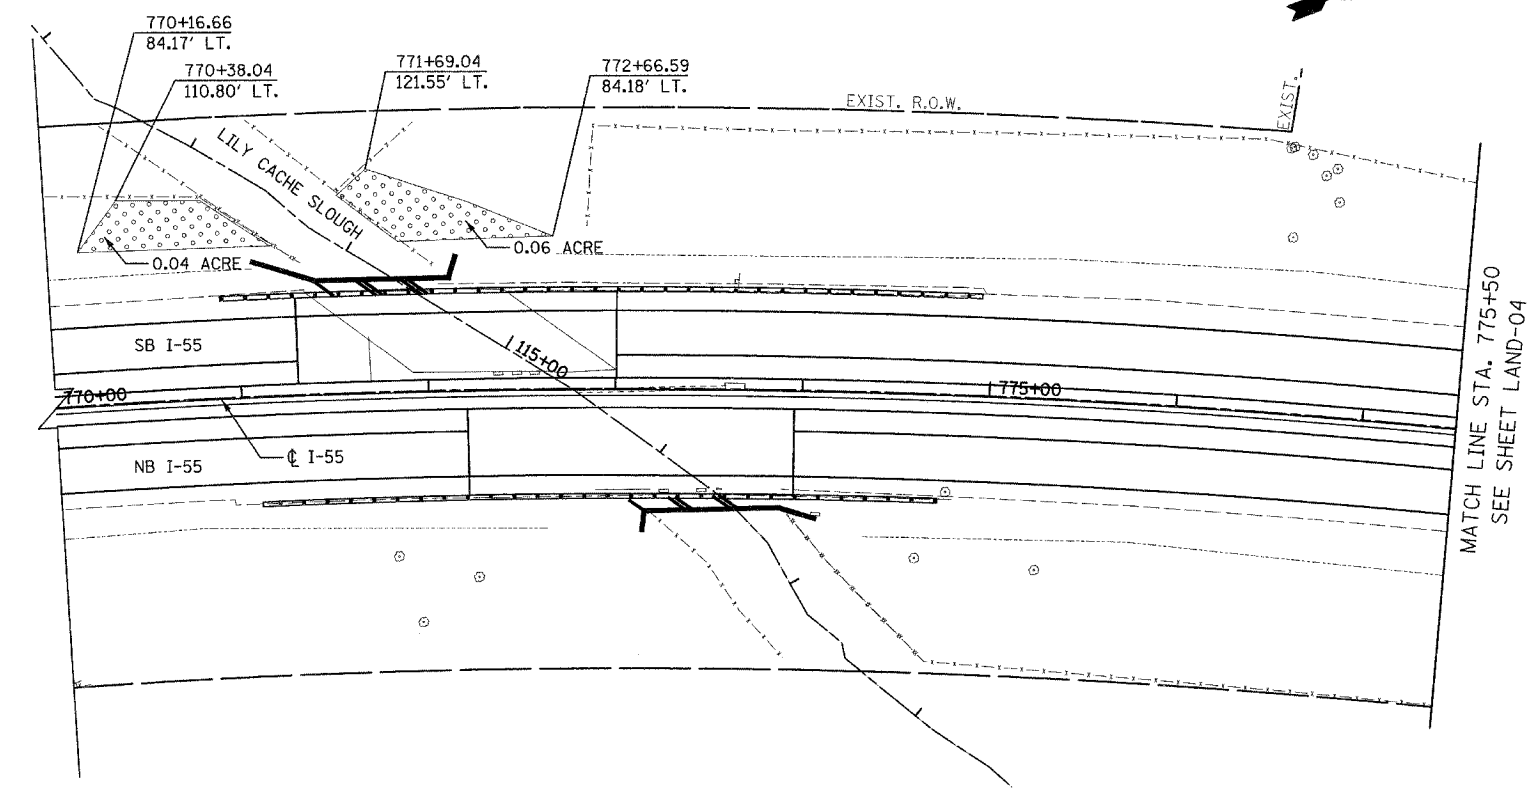 770+16.66
84.17' LT.
770+38.04
110.80' LT.
771+69.04
121.55' LT.
772+66.59
84.18' LT.
EXIST. R.O.W.
EXIST.
LILY CACHE SLOUGH
0.04 ACRE
0.06 ACRE
SB I-55
115+00
770+00
775+00
℄ I-55
NB I-55
MATCH LINE STA. 775+50
SEE SHEET LAND-04